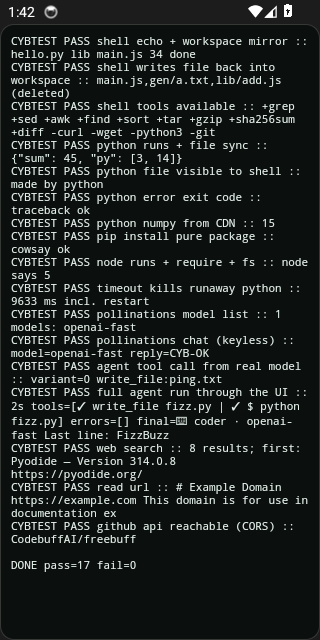 1:42
CYBTEST PASS shell echo + workspace mirror ::
hello.py lib main.js 34 done
CYBTEST PASS shell writes file back into
workspace :: main.js,gen/a.txt,lib/add.js
(deleted)
CYBTEST PASS shell tools available :: +grep
+sed +awk +find +sort +tar +gzip +sha256sum
+diff -curl -wget -python3 -git
CYBTEST PASS python runs + file sync ::
{"sum": 45, "py": [3, 14]}
CYBTEST PASS python file visible to shell ::
made by python
CYBTEST PASS python error exit code ::
traceback ok
CYBTEST PASS python numpy from CDN :: 15
CYBTEST PASS pip install pure package ::
cowsay ok
CYBTEST PASS node runs + require + fs :: node
says 5
CYBTEST PASS timeout kills runaway python ::
9633 ms incl. restart
CYBTEST PASS pollinations model list :: 1
models: openai-fast
CYBTEST PASS pollinations chat (keyless) ::
model=openai-fast reply=CYB-OK
CYBTEST PASS agent tool call from real model
:: variant=0 write_file:ping.txt
CYBTEST PASS full agent run through the UI ::
2s tools=[✓ write_file fizz.py | ✓ $ python
fizz.py] errors=[] final=⌨ coder · openai-
fast Last line: FizzBuzz
CYBTEST PASS web search :: 8 results; first:
Pyodide — Version 314.0.8
https://pyodide.org/
CYBTEST PASS read url :: # Example Domain
https://example.com This domain is for use in
documentation ex
CYBTEST PASS github api reachable (CORS) ::
CodebuffAI/freebuff
DONE pass=17 fail=0